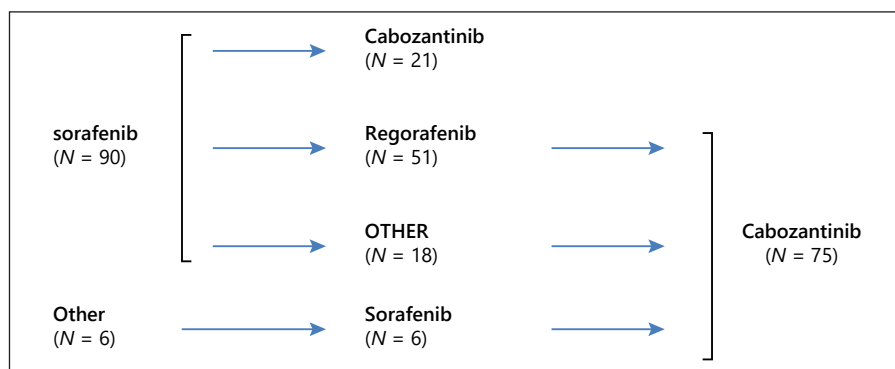 Cabozantinib
(N = 21)
sorafenib
(N = 90)
Regorafenib
(N = 51)
OTHER
(N = 18)
Cabozantinib
(N = 75)
Other
(N = 6)
Sorafenib
(N = 6)